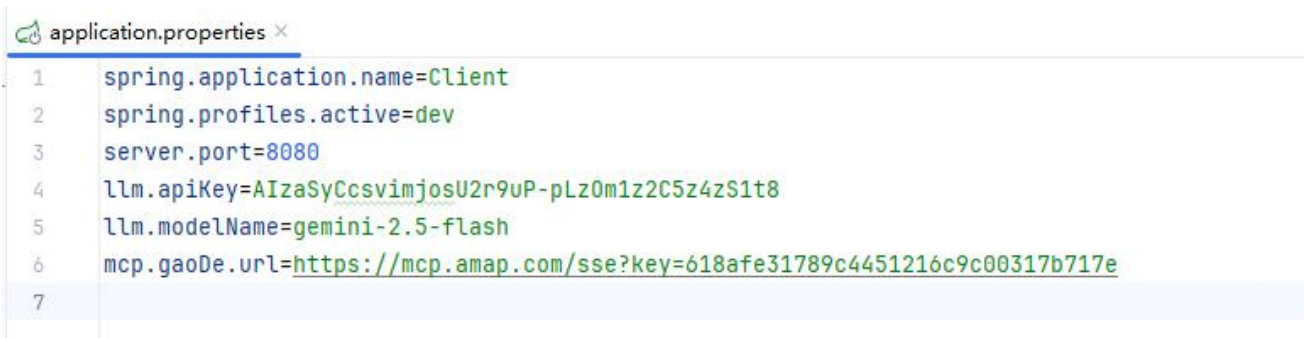 application.properties
1 spring.application.name=Client
2 spring.profiles.active=dev
3 server.port=8080
4 llm.apiKey=
5 llm.modelName=gemini-2.5-flash
6 mcp.gaoDe.url=https://mcp.amap.com/sse?key=618afe31789c4451216c9c00317b717e
7